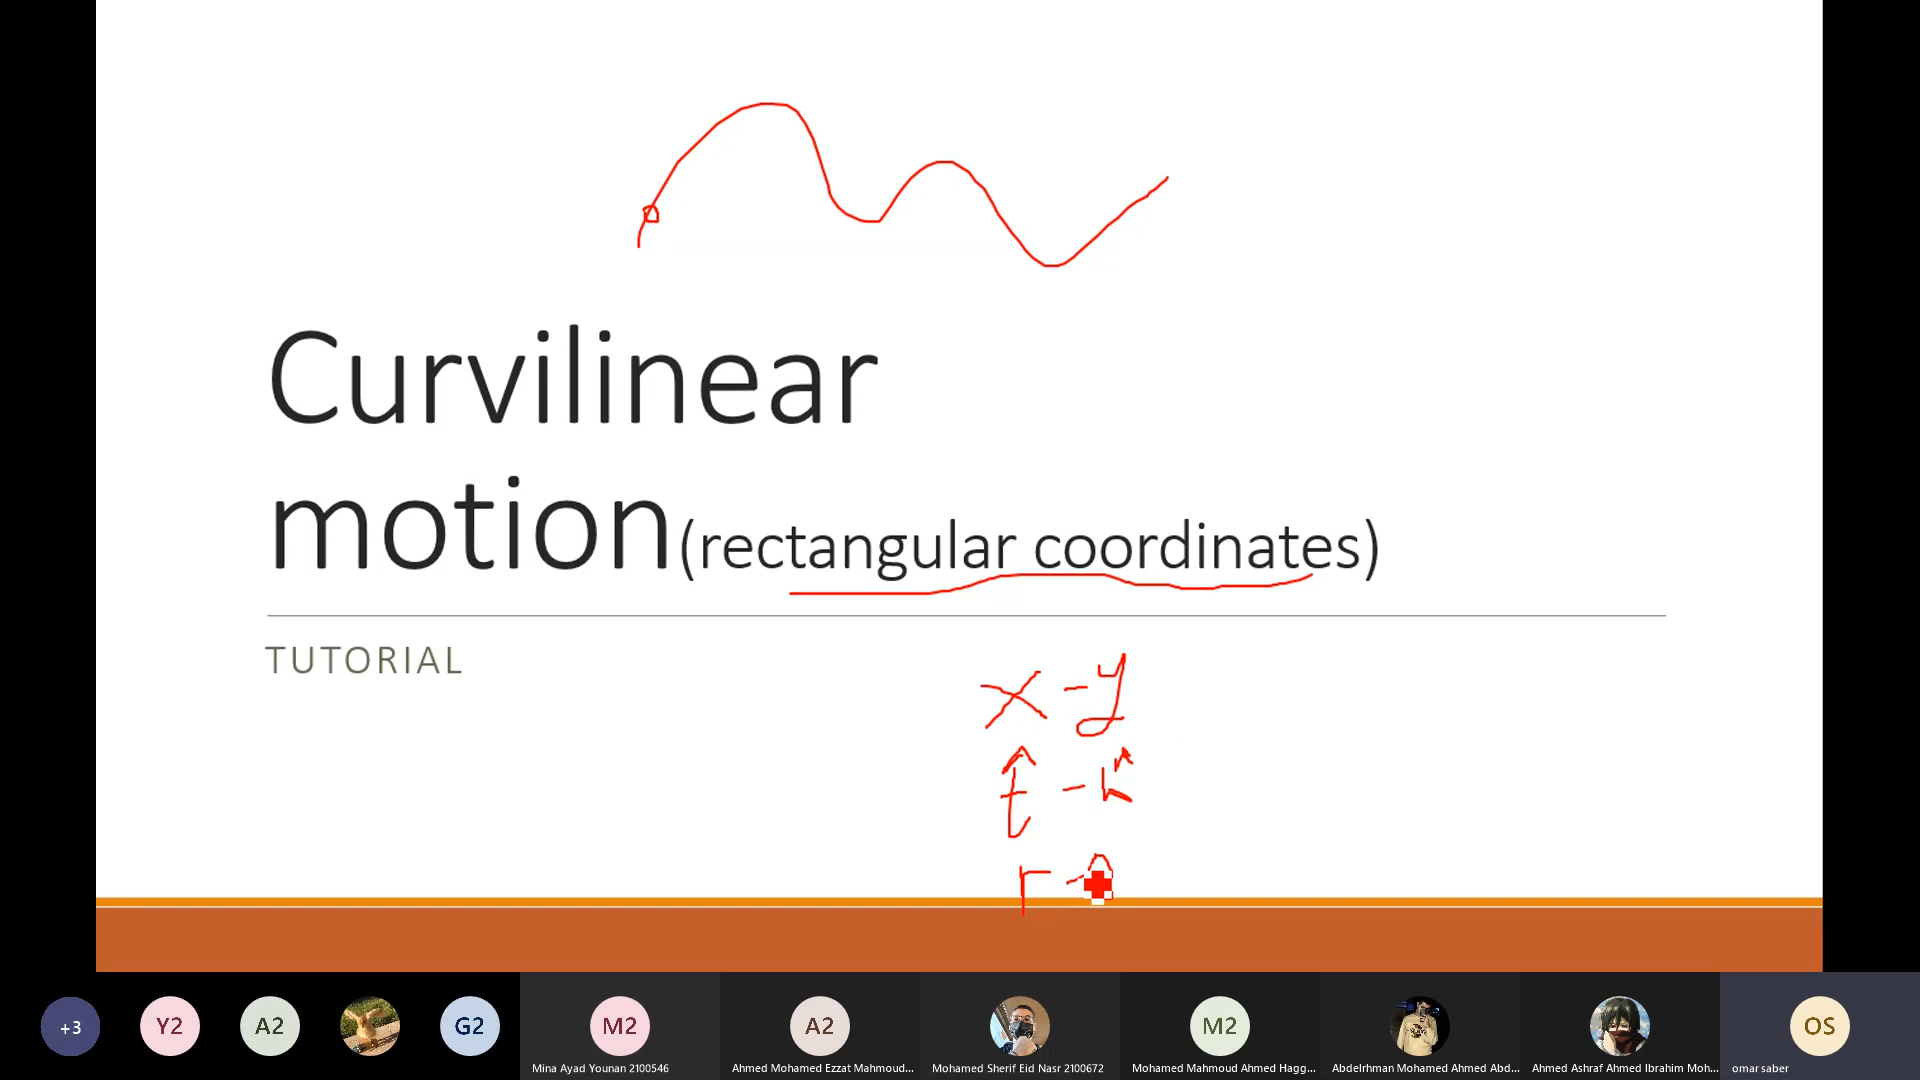 Curvilinear
motion(rectangular coordinates)
TUTORIAL
x - y
t̂ - n̂
r - θ
+3
Y2
A2
G2
M2
A2
M2
OS
Mina Ayad Younan 2100546
Ahmed Mohamed Ezzat Mahmoud...
Mohamed Sherif Eid Nasr 2100672
Mohamed Mahmoud Ahmed Hagg...
Abdelrhman Mohamed Ahmed Abd...
Ahmed Ashraf Ahmed Ibrahim Moh...
omar saber